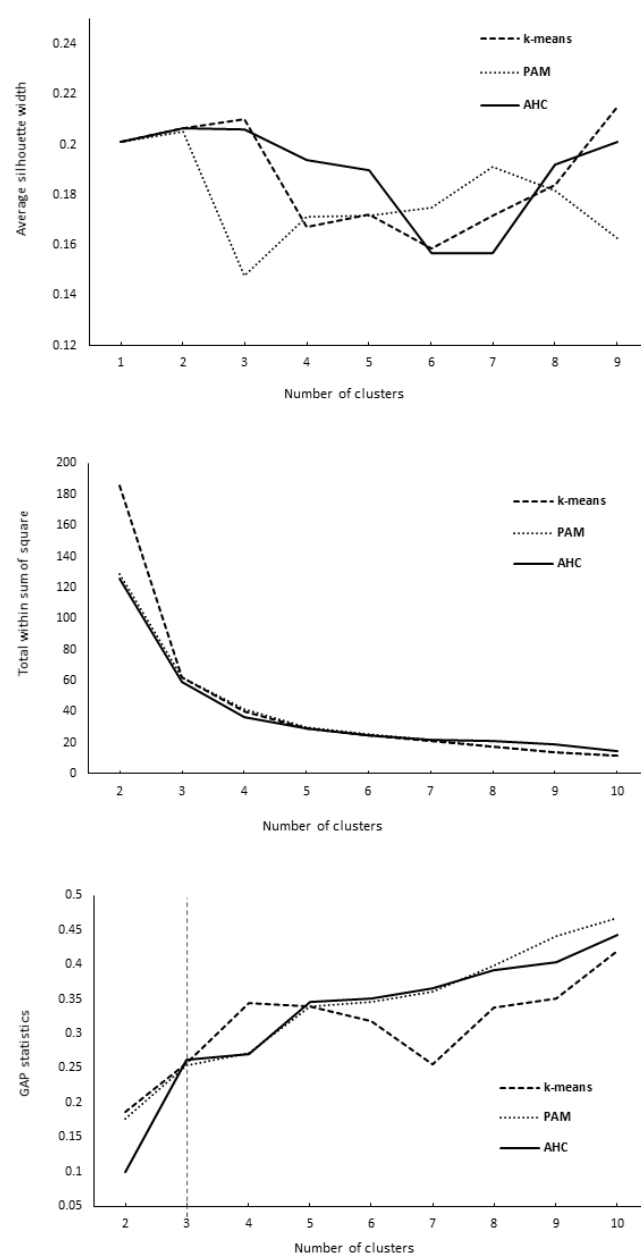 0.24
0.22
0.2
0.18
0.16
0.14
0.12
Average silhouette width
k-means
PAM
AHC
1 2 3 4 5 6 7 8 9
Number of clusters
200
180
160
140
120
100
80
60
40
20
0
Total within sum of square
k-means
PAM
AHC
2 3 4 5 6 7 8 9 10
Number of clusters
0.5
0.45
0.4
0.35
0.3
0.25
0.2
0.15
0.1
0.05
GAP statistics
k-means
PAM
AHC
2 3 4 5 6 7 8 9 10
Number of clusters